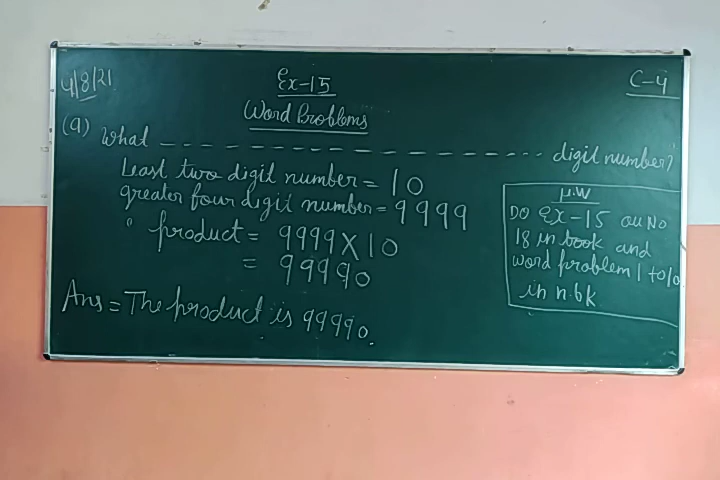 4/8/21
Ex-15
C-4
Word Problems
(9) What ---------------- digit number?
Least two digit number = 10
greater four digit number = 9999
" product = 9999 X 10
= 99990
Ans = The product is 99990.
H.W
DO EX-15 QU NO
18 in book and
word problem 1 to 10
in n.bk